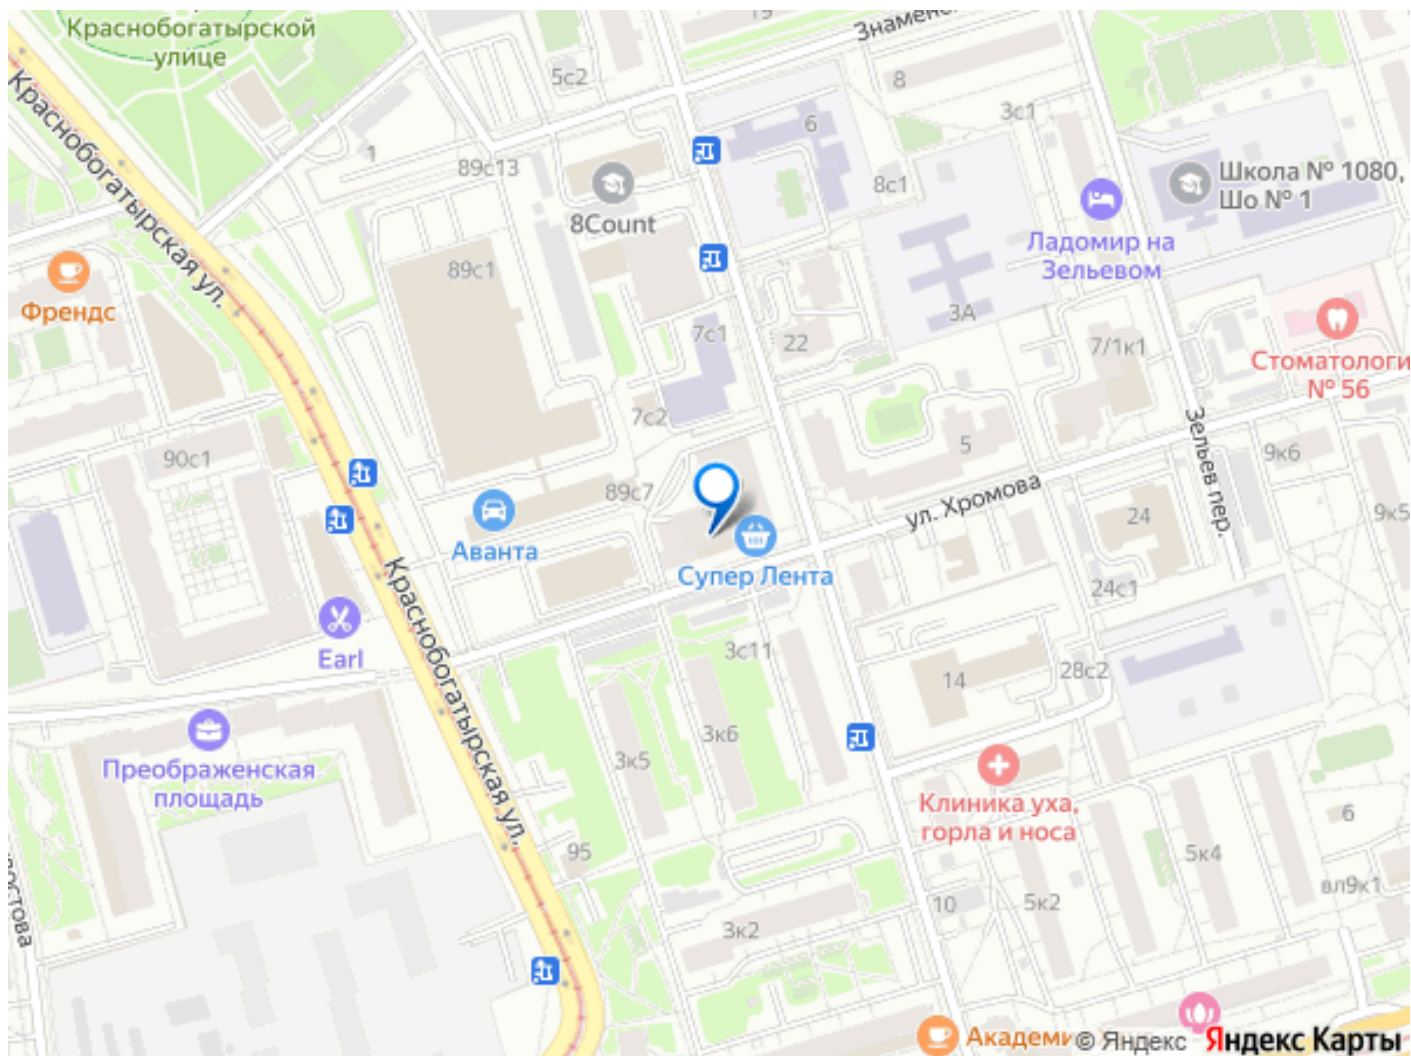 Краснобогатырской
улице
Знаменс
19
5с2
8
3с1
Краснобогатырская ул.
1
89с13
6
8Count
8с1
Школа № 1080,
Шо № 1
Ладомир на
Зельевом
Френдс
89с1
3А
7с1
22
7/1к1
Стоматологи
№ 56
7с2
5
Зельев пер.
90с1
9к6
89с7
ул. Хромова
24
9к5
Аванта
Супер Лента
24с1
Краснобогатырская ул.
Earl
3с11
14
28с2
3к6
3к5
Преображенская
площадь
Клиника уха,
горла и носа
6
95
5к4
вл9к1
10
5к2
3к2
ростова
Академи
© Яндекс
Яндекс Карты